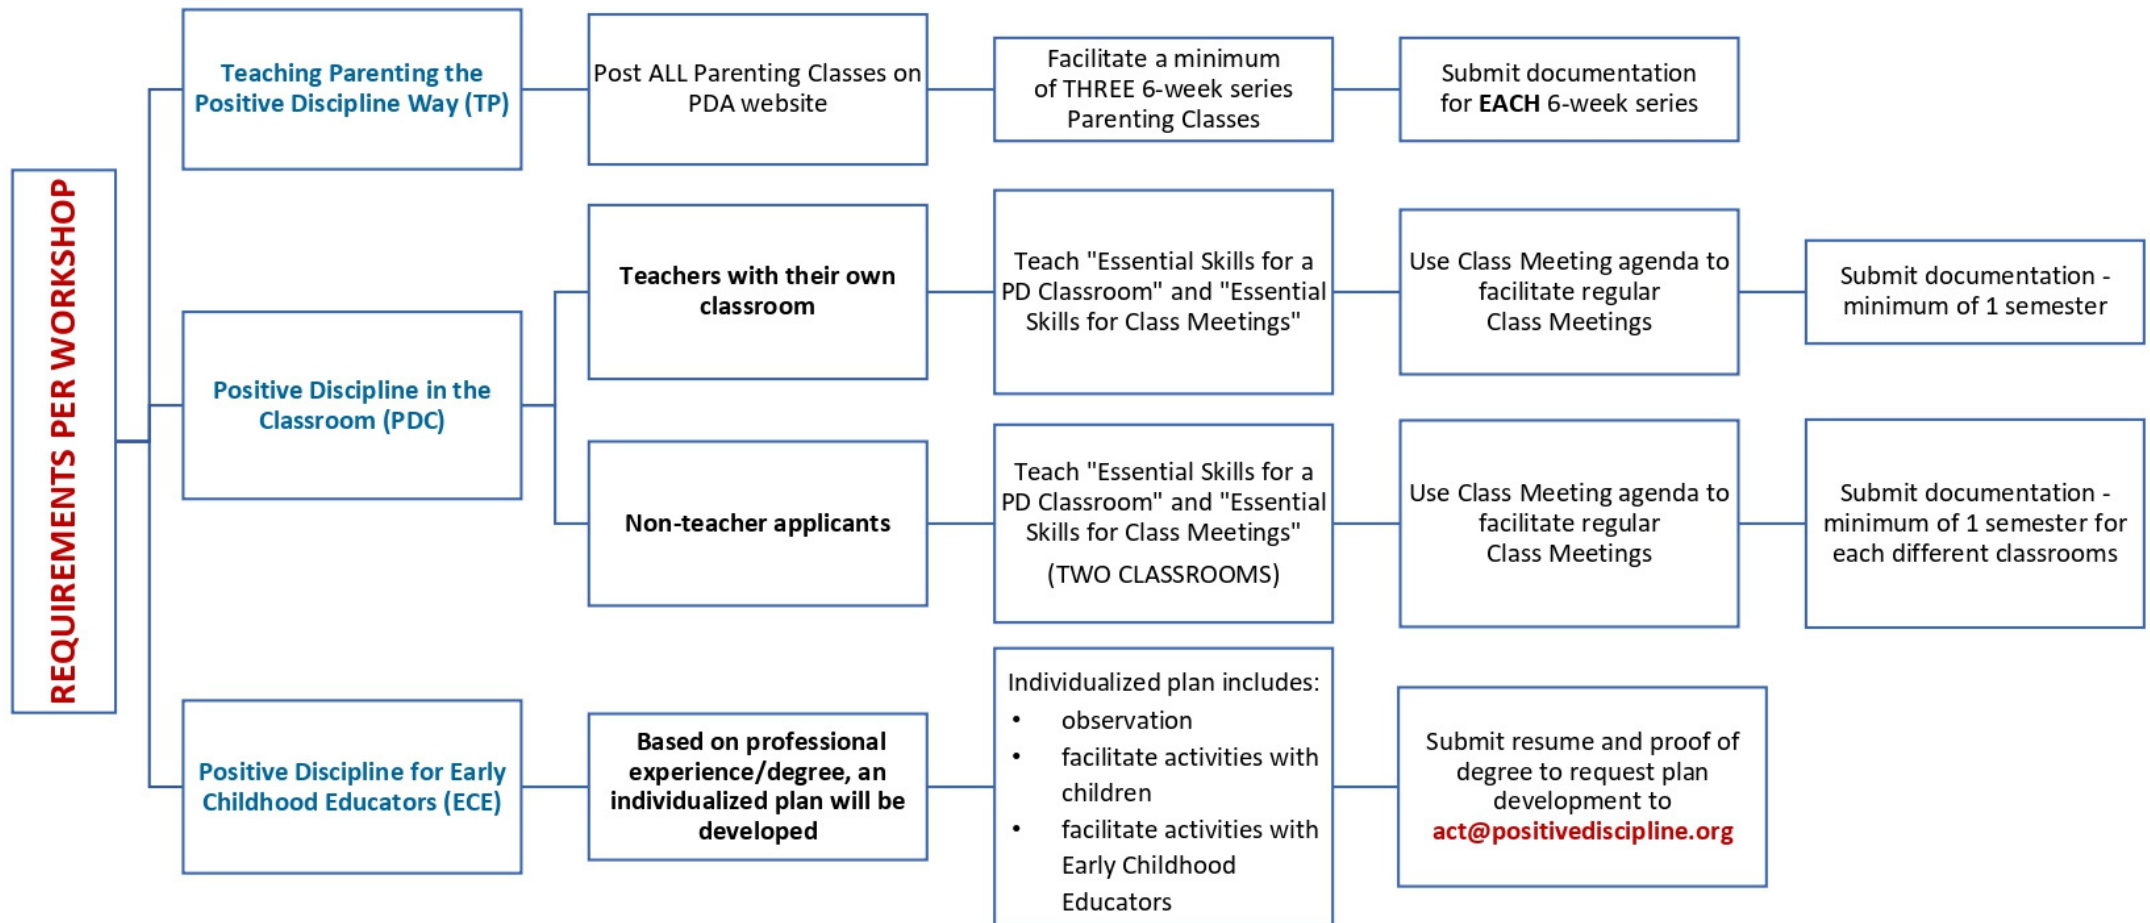 REQUIREMENTS PER WORKSHOP
Teaching Parenting the
Positive Discipline Way (TP)
Post ALL Parenting Classes on
PDA website
Facilitate a minimum
of THREE 6-week series
Parenting Classes
Submit documentation
for EACH 6-week series
Positive Discipline in the
Classroom (PDC)
Teachers with their own
classroom
Teach "Essential Skills for a
PD Classroom" and "Essential
Skills for Class Meetings"
Use Class Meeting agenda to
facilitate regular
Class Meetings
Submit documentation -
minimum of 1 semester
Non-teacher applicants
Teach "Essential Skills for a
PD Classroom" and "Essential
Skills for Class Meetings"
(TWO CLASSROOMS)
Use Class Meeting agenda to
facilitate regular
Class Meetings
Submit documentation -
minimum of 1 semester for
each different classrooms
Positive Discipline for Early
Childhood Educators (ECE)
Based on professional
experience/degree, an
individualized plan will be
developed
Individualized plan includes:
• observation
• facilitate activities with
children
• facilitate activities with
Early Childhood
Educators
Submit resume and proof of
degree to request plan
development to
act@positivediscipline.org